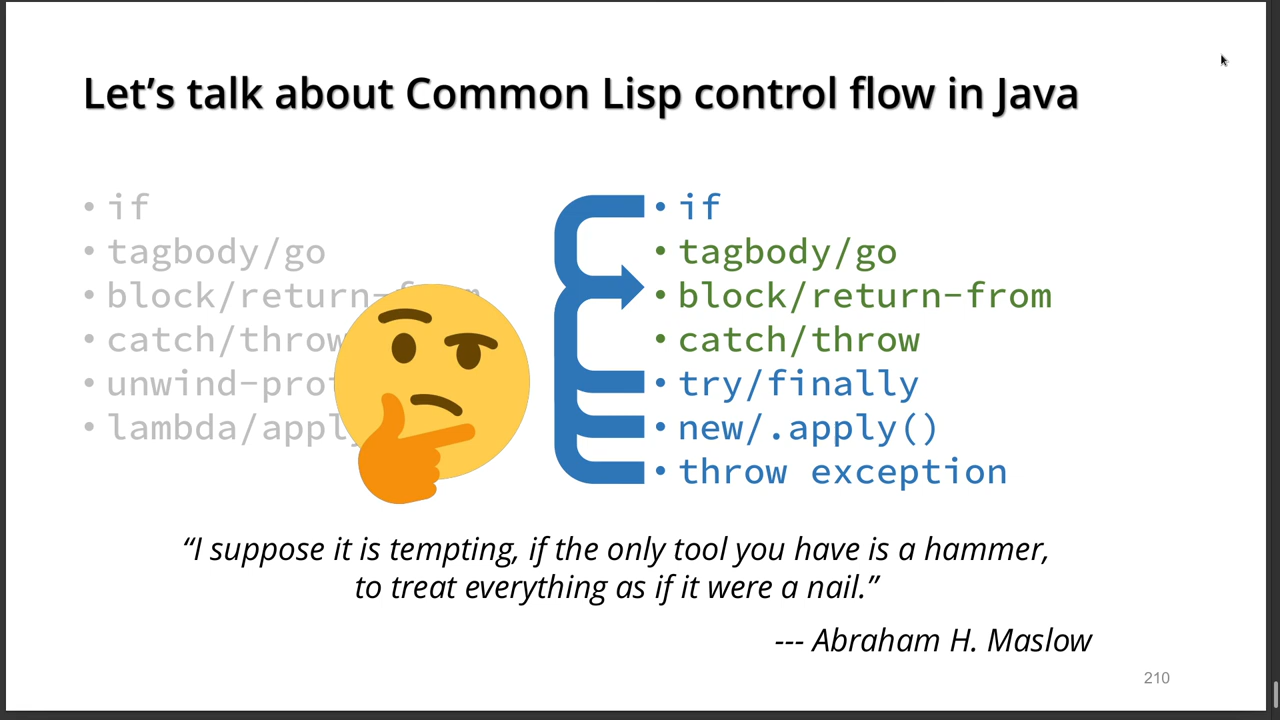 Let’s talk about Common Lisp control flow in Java
• if
• tagbody/go
• block/return-from
• catch/throw
• unwind-pro
• lambda/appl
• if
• tagbody/go
• block/return-from
• catch/throw
• try/finally
• new/.apply()
• throw exception
“I suppose it is tempting, if the only tool you have is a hammer,
to treat everything as if it were a nail.”
--- Abraham H. Maslow
210